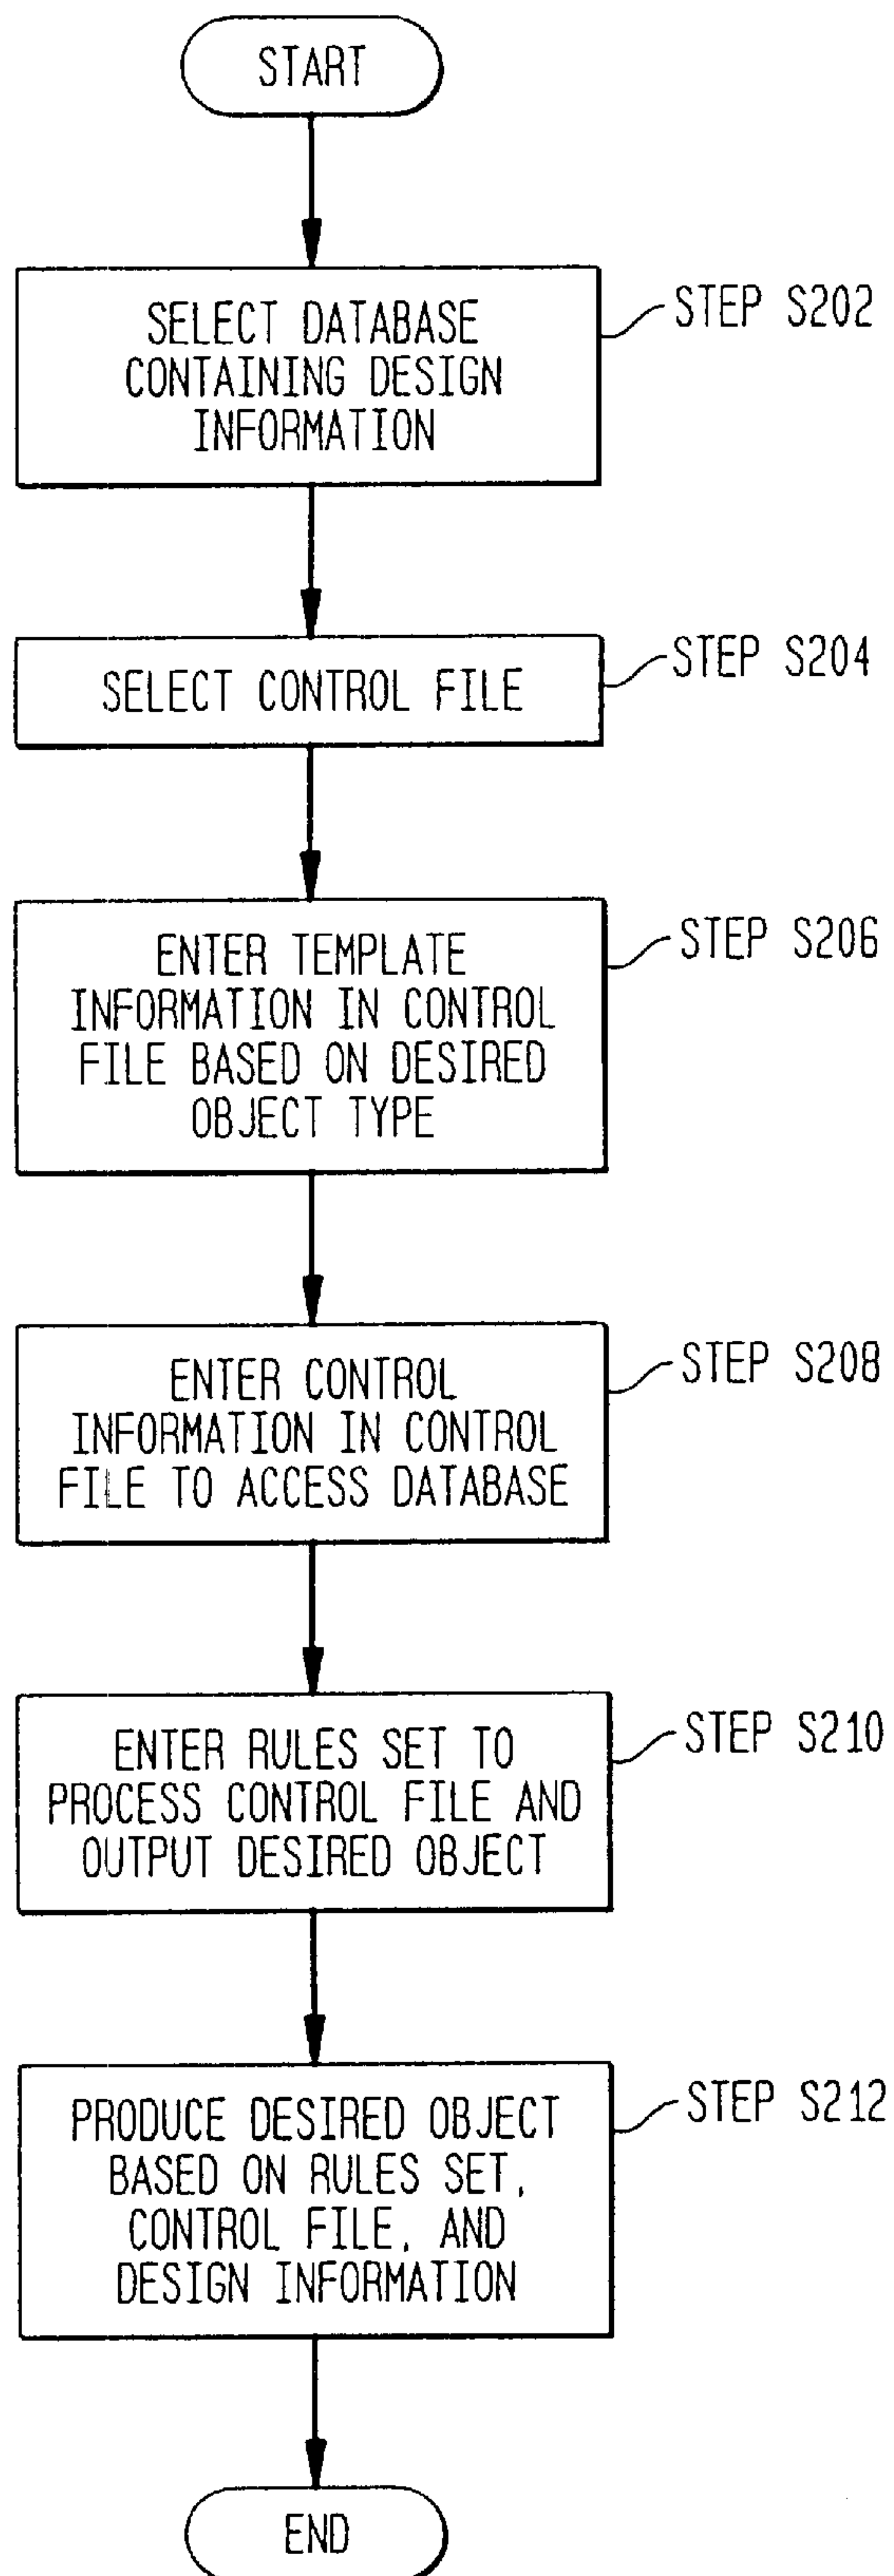 START
SELECT DATABASE
CONTAINING DESIGN
INFORMATION
STEP S202
SELECT CONTROL FILE
STEP S204
ENTER TEMPLATE
INFORMATION IN CONTROL
FILE BASED ON DESIRED
OBJECT TYPE
STEP S206
ENTER CONTROL
INFORMATION IN CONTROL
FILE TO ACCESS DATABASE
STEP S208
ENTER RULES SET TO
PROCESS CONTROL FILE AND
OUTPUT DESIRED OBJECT
STEP S210
PRODUCE DESIRED OBJECT
BASED ON RULES SET,
CONTROL FILE, AND
DESIGN INFORMATION
STEP S212
END